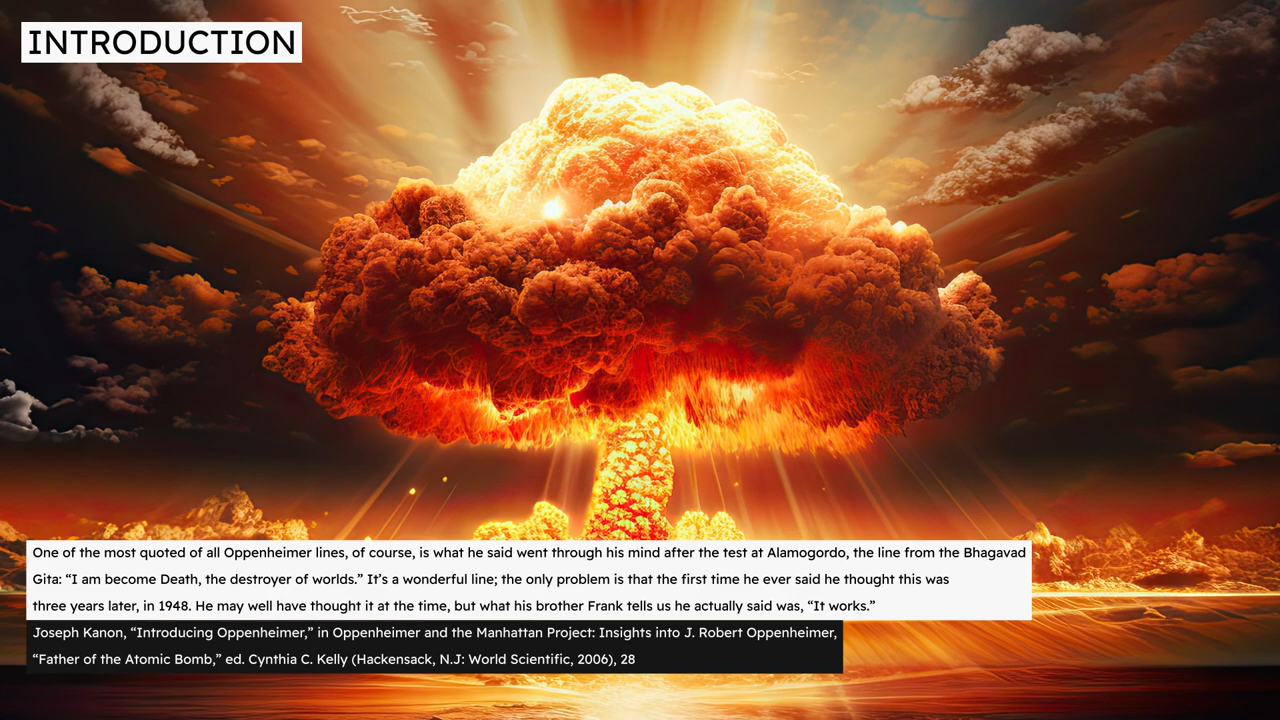 INTRODUCTION
One of the most quoted of all Oppenheimer lines, of course, is what he said went through his mind after the test at Alamogordo, the line from the Bhagavad
Gita: “I am become Death, the destroyer of worlds.” It’s a wonderful line; the only problem is that the first time he ever said he thought this was
three years later, in 1948. He may well have thought it at the time, but what his brother Frank tells us he actually said was, “It works.”
Joseph Kanon, “Introducing Oppenheimer,” in Oppenheimer and the Manhattan Project: Insights into J. Robert Oppenheimer,
“Father of the Atomic Bomb,” ed. Cynthia C. Kelly (Hackensack, N.J: World Scientific, 2006), 28